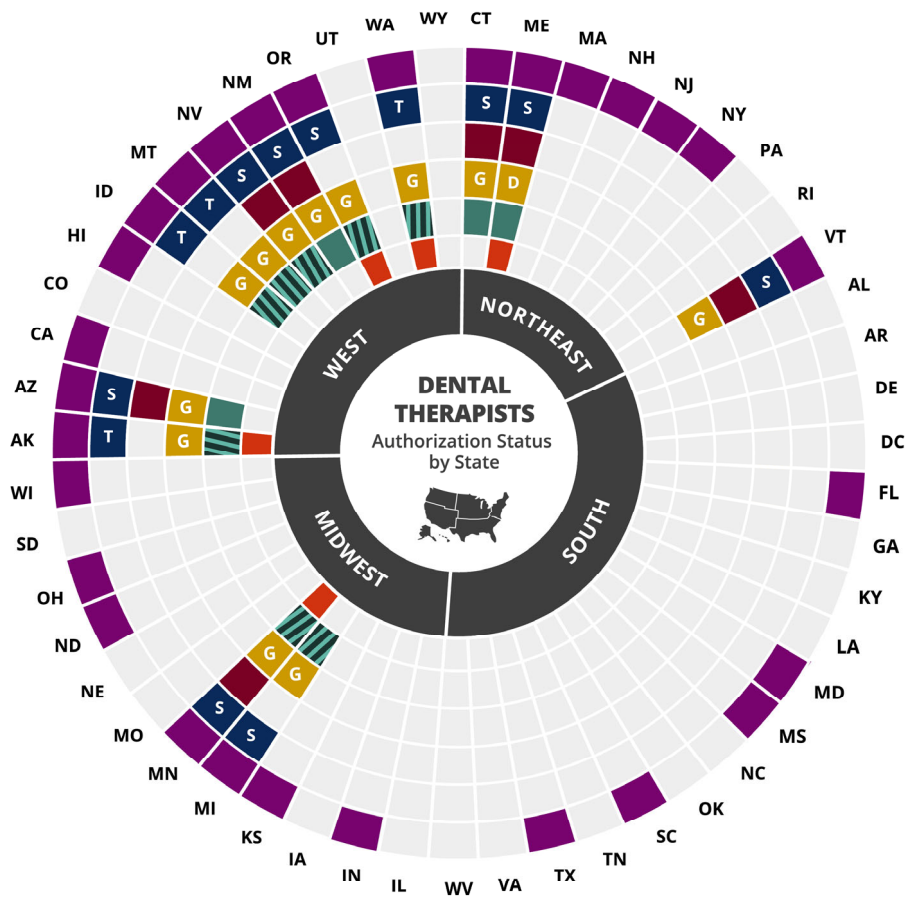 WY
CT
ME
MA
NH
NJ
NY
PA
RI
VT
AL
AR
DE
DC
FL
GA
KY
LA
MD
MS
NC
OK
SC
TN
TX
VA
WV
IL
IN
IA
KS
MI
MN
MO
NE
ND
OH
SD
WI
AK
AZ
CA
CO
HI
ID
MT
NV
NM
OR
UT
WA
S
S
G
D
S
G
S
G
S
G
T
G
S
G
T
T
S
S
S
G
G
G
G
G
T
G
WEST
NORTHEAST
SOUTH
MIDWEST
DENTAL
THERAPISTS
Authorization Status
by State